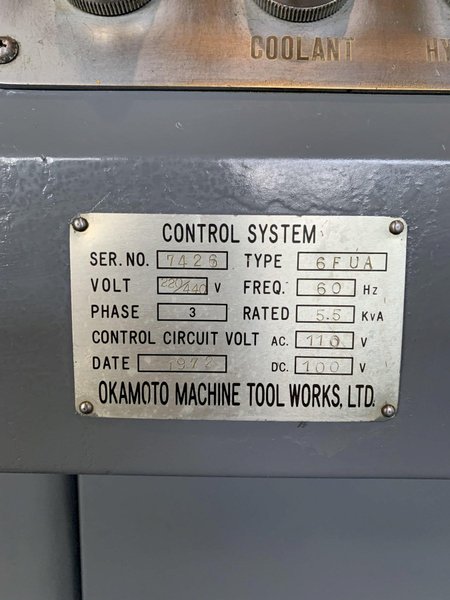 COOLANT HY
CONTROL SYSTEM
SER. NO. 7426 TYPE 6FUA
VOLT 220/440 V FREQ. 60 Hz
PHASE 3 RATED 5.5 KVA
CONTROL CIRCUIT VOLT AC. 110 V
DATE 1972 DC. 100 V
OKAMOTO MACHINE TOOL WORKS, LTD.